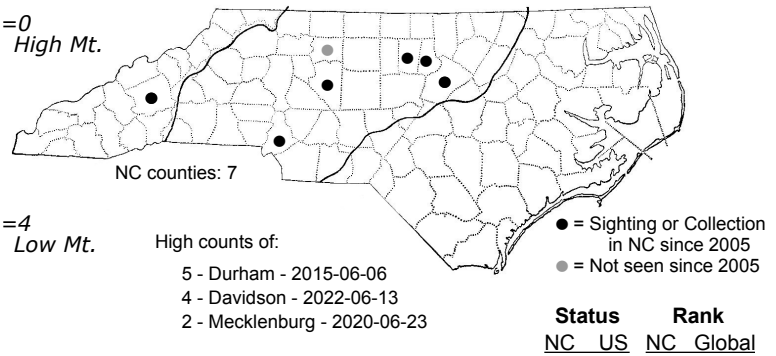 =0
High Mt.
NC counties: 7
=4
Low Mt.
High counts of:
5 - Durham - 2015-06-06
4 - Davidson - 2022-06-13
2 - Mecklenburg - 2020-06-23
= Sighting or Collection
in NC since 2005
= Not seen since 2005
Status Rank
NC US NC Global